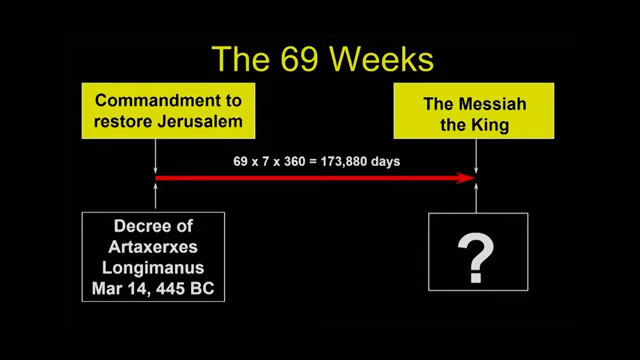 The 69 Weeks
Commandment to
restore Jerusalem
The Messiah
the King
69 x 7 x 360 = 173,880 days
Decree of
Artaxerxes
Longimanus
Mar 14, 445 BC
?